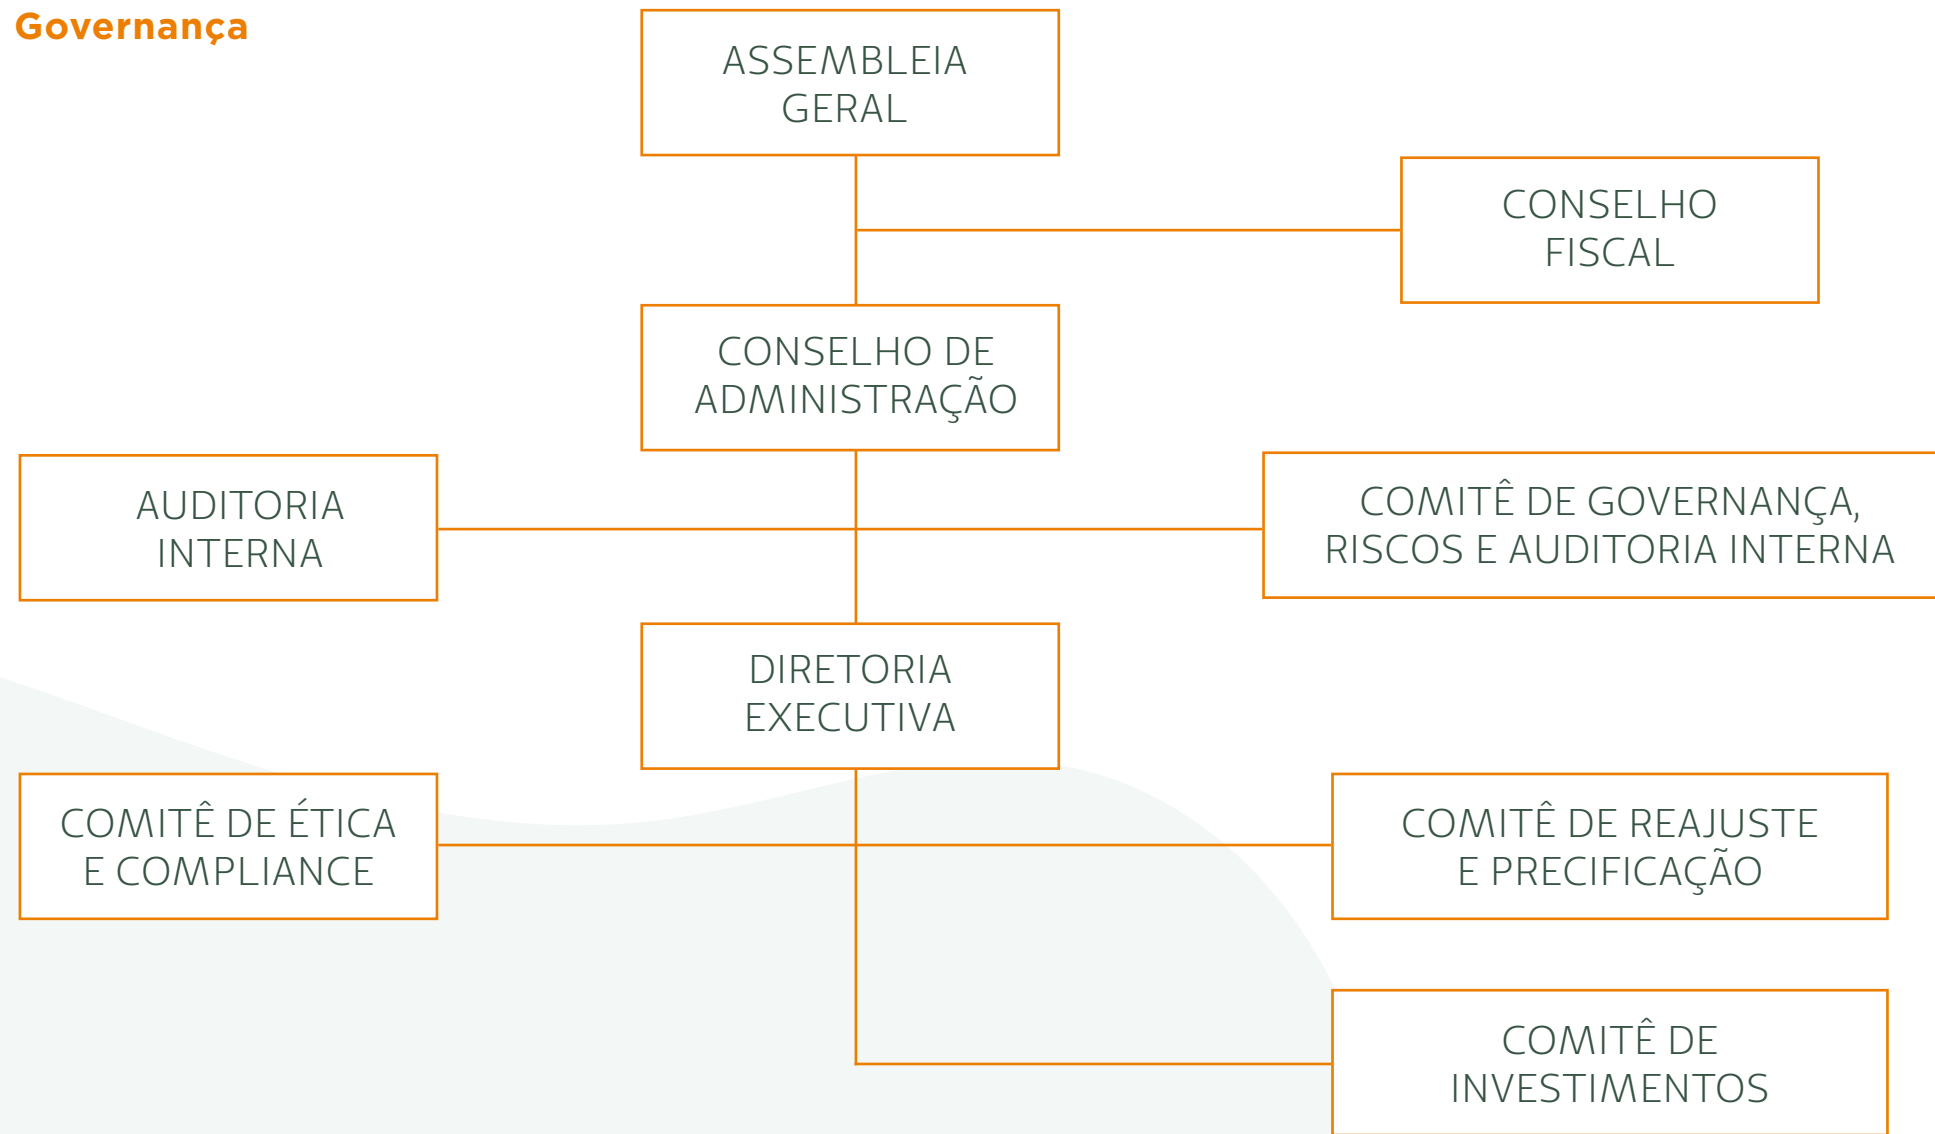 Governança
ASSEMBLEIA
GERAL
CONSELHO
FISCAL
CONSELHO DE
ADMINISTRAÇÃO
AUDITORIA
INTERNA
COMITÊ DE GOVERNANÇA,
RISCOS E AUDITORIA INTERNA
DIRETORIA
EXECUTIVA
COMITÊ DE ÉTICA
E COMPLIANCE
COMITÊ DE REAJUSTE
E PRECIFICAÇÃO
COMITÊ DE
INVESTIMENTOS